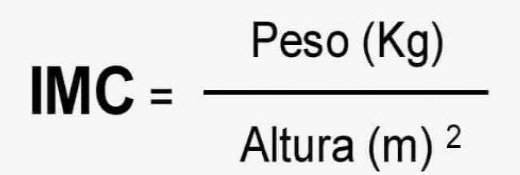 Peso (Kg)
IMC =
Altura (m) ²